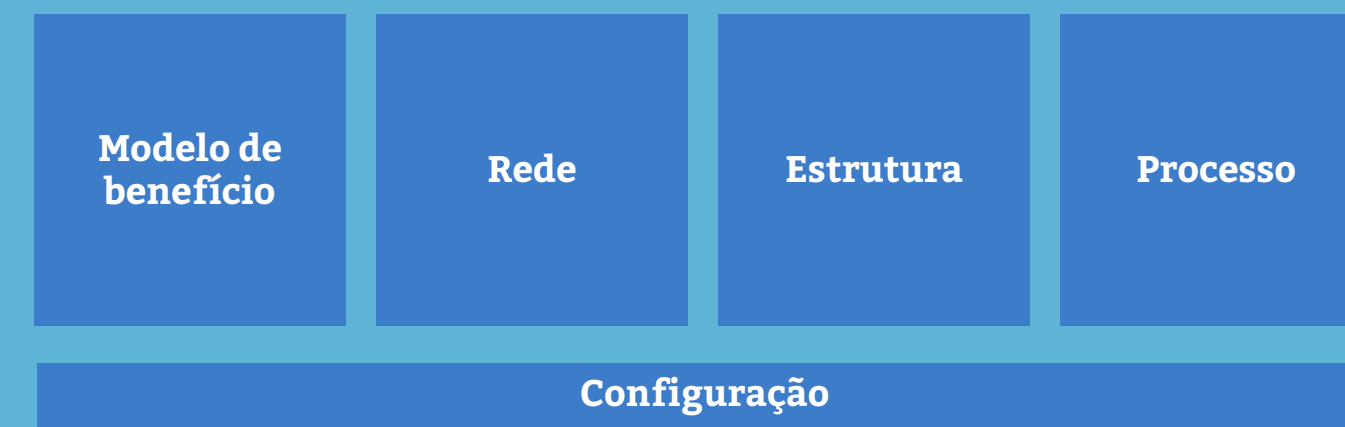 Modelo de
benefício
Rede
Estrutura
Processo
Configuração